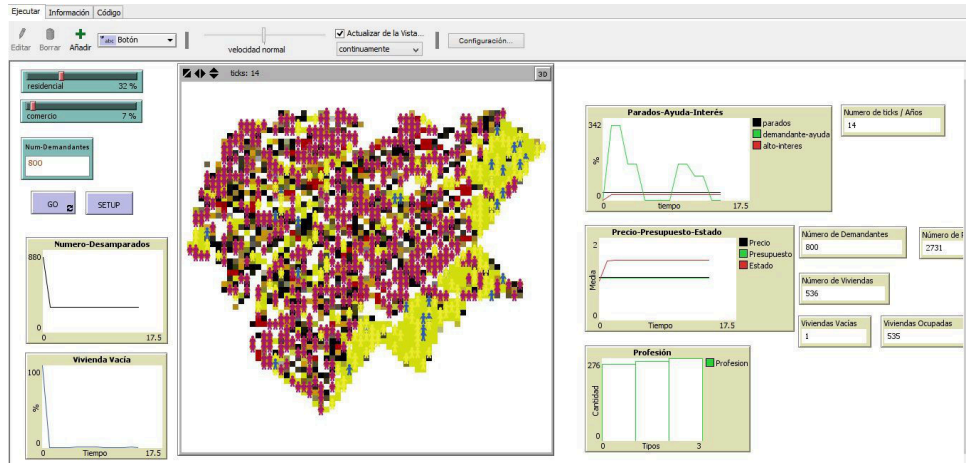 Ejecutar Información Código
Editar Borrar Añadir
abc Botón
velocidad normal
Actualizar de la Vista...
continuamente
Configuración...
residencial 32 %
comercio 7 %
Num-Demandantes
800
GO
SETUP
Numero-Desamparados
880
0
0 17.5
Vivienda Vacía
100
%
0
0 Tiempo 17.5
ticks: 14
3D
Parados-Ayuda-Interés
342
%
0
0 tiempo 17.5
parados
demandante-ayuda
alto-interes
Número de ticks / Años
14
Precio-Presupuesto-Estado
2
Media
0
0 Tiempo 17.5
Precio
Presupuesto
Estado
Número de Demandantes
800
Número de
2731
Número de Viviendas
536
Viviendas Vacías
1
Viviendas Ocupadas
535
Profesión
276
Cantidad
0
0 Tipos 3
Profesion